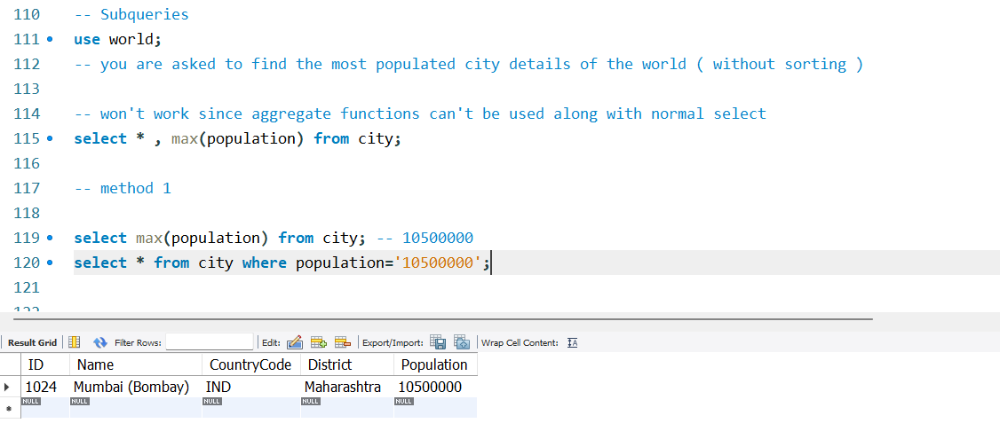 110 -- Subqueries
111 use world;
112 -- you are asked to find the most populated city details of the world ( without sorting )
113
114 -- won't work since aggregate functions can't be used along with normal select
115 select * , max(population) from city;
116
117 -- method 1
118
119 select max(population) from city; -- 10500000
120 select * from city where population='10500000';
121
122
Result Grid Filter Rows: Edit: Export/Import: Wrap Cell Content:
ID Name CountryCode District Population
1024 Mumbai (Bombay) IND Maharashtra 10500000
NULL NULL NULL NULL NULL